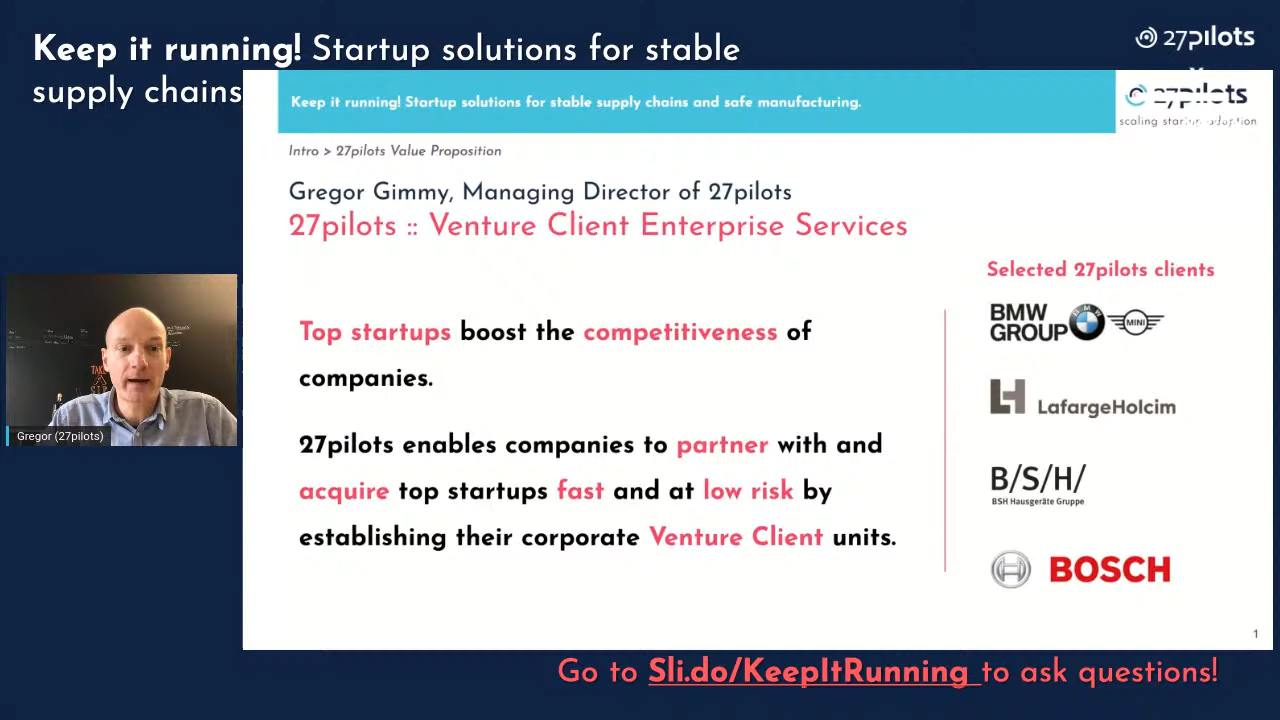 Keep it running! Startup solutions for stable
supply chains
27pilots
Keep it running! Startup solutions for stable supply chains and safe manufacturing.
27pilots
scaling startup adoption
Intro > 27pilots Value Proposition
Gregor Gimmy, Managing Director of 27pilots
27pilots :: Venture Client Enterprise Services
Selected 27pilots clients
Top startups boost the competitiveness of
companies.
27pilots enables companies to partner with and
acquire top startups fast and at low risk by
establishing their corporate Venture Client units.
BMW
GROUP
BMW
MINI
LafargeHolcim
B/S/H/
BSH Hausgeräte Gruppe
BOSCH
TAKE
A
Gregor (27pilots)
1
Go to Sli.do/KeepItRunning to ask questions!